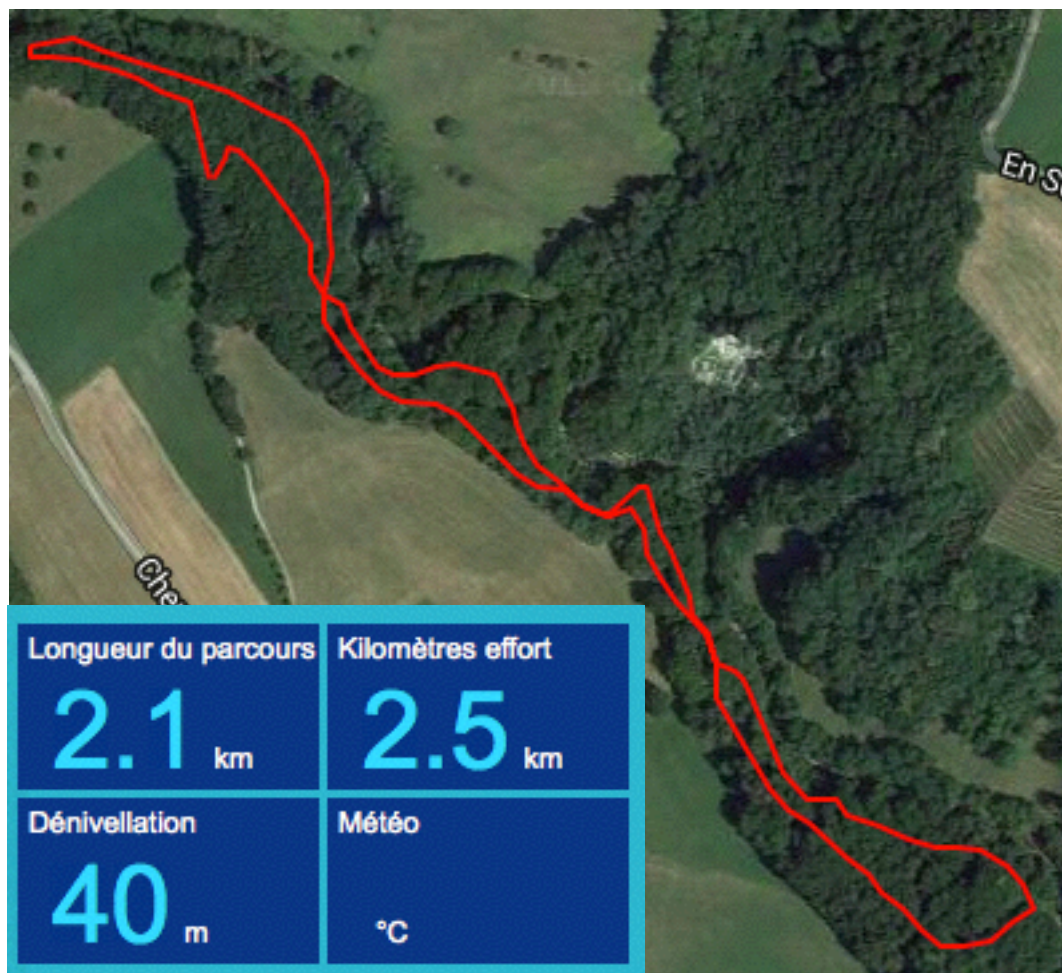 En S
Che
Longueur du parcours
Kilomètres effort
2.1 km
2.5 km
Dénivellation
Météo
40 m
°C